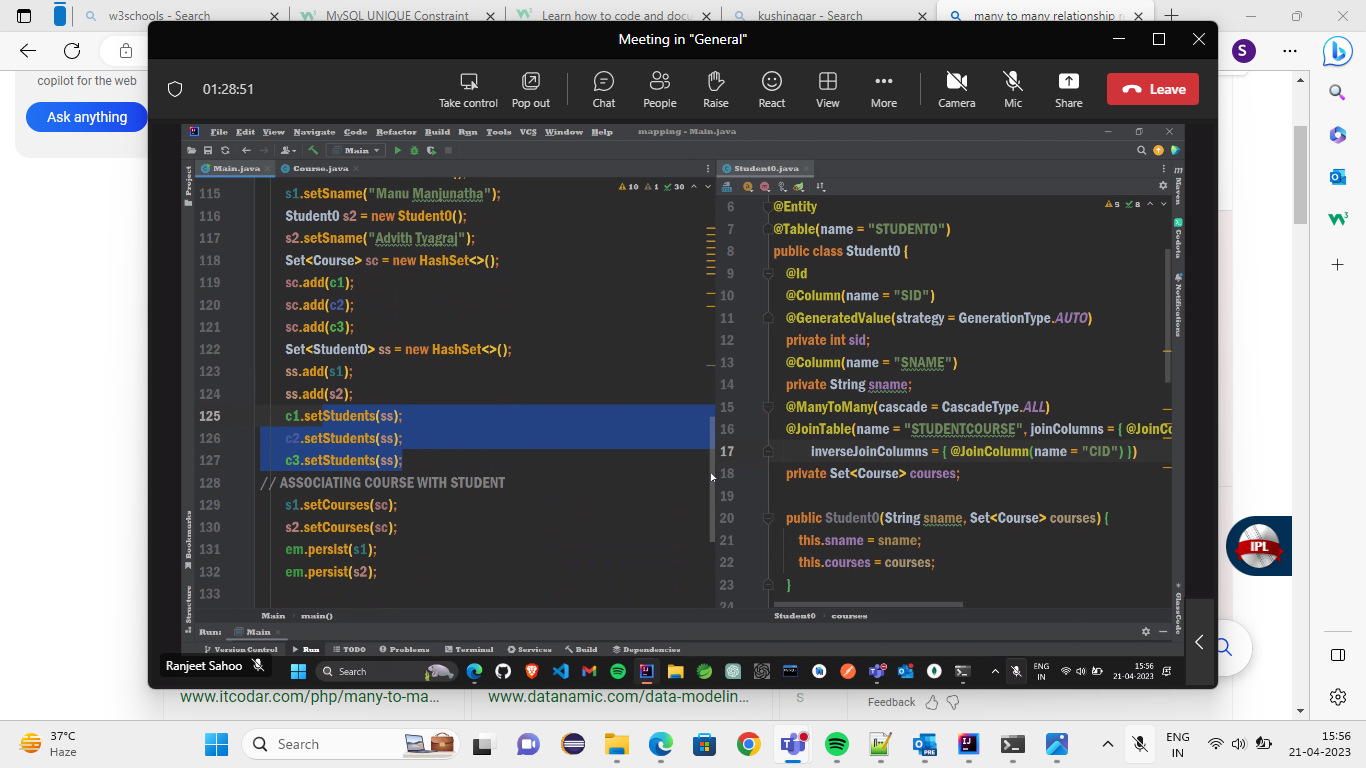 w3schools - Search
MySQL UNIQUE Constraint
Learn how to code and docu
kushinagar - Search
many to many relationship r
Meeting in "General"
S
copilot for the web
Ask anything
01:28:51
Take control
Pop out
Chat
People
Raise
React
View
More
Camera
Mic
Share
Leave
File Edit View Navigate Code Refactor Build Run Tools VCS Window Help mapping - Main.java
Main
Main.java
Course.java
Student0.java
Project
Bookmarks
Structure
10 1 30
115 s1.setSname("Manu Manjunatha");
116 Student0 s2 = new Student0();
117 s2.setSname("Advith Tyagraj");
118 Set<Course> sc = new HashSet<>();
119 sc.add(c1);
120 sc.add(c2);
121 sc.add(c3);
122 Set<Student0> ss = new HashSet<>();
123 ss.add(s1);
124 ss.add(s2);
125 c1.setStudents(ss);
126 c2.setStudents(ss);
127 c3.setStudents(ss);
128 // ASSOCIATING COURSE WITH STUDENT
129 s1.setCourses(sc);
130 s2.setCourses(sc);
131 em.persist(s1);
132 em.persist(s2);
133
9 8
6 @Entity
7 @Table(name = "STUDENT0")
8 public class Student0 {
9 @Id
10 @Column(name = "SID")
11 @GeneratedValue(strategy = GenerationType.AUTO)
12 private int sid;
13 @Column(name = "SNAME")
14 private String sname;
15 @ManyToMany(cascade = CascadeType.ALL)
16 @JoinTable(name = "STUDENTCOURSE", joinColumns = { @JoinCo
17 inverseJoinColumns = { @JoinColumn(name = "CID") })
18 private Set<Course> courses;
19
20 public Student0(String sname, Set<Course> courses) {
21 this.sname = sname;
22 this.courses = courses;
23 }
24
m Maven
Codota
Notifications
GlassCode
Main main()
Student0 courses
Run: Main
Version Control
Run
TODO
Problems
Terminal
Services
Build
Dependencies
Ranjeet Sahoo
Search
ENG
IN
15:56
21-04-2023
IPL
www.itcodar.com/php/many-to-ma...
www.datanamic.com/data-modelin...
s
Feedback
37°C
Haze
Search
ENG
IN
15:56
21-04-2023